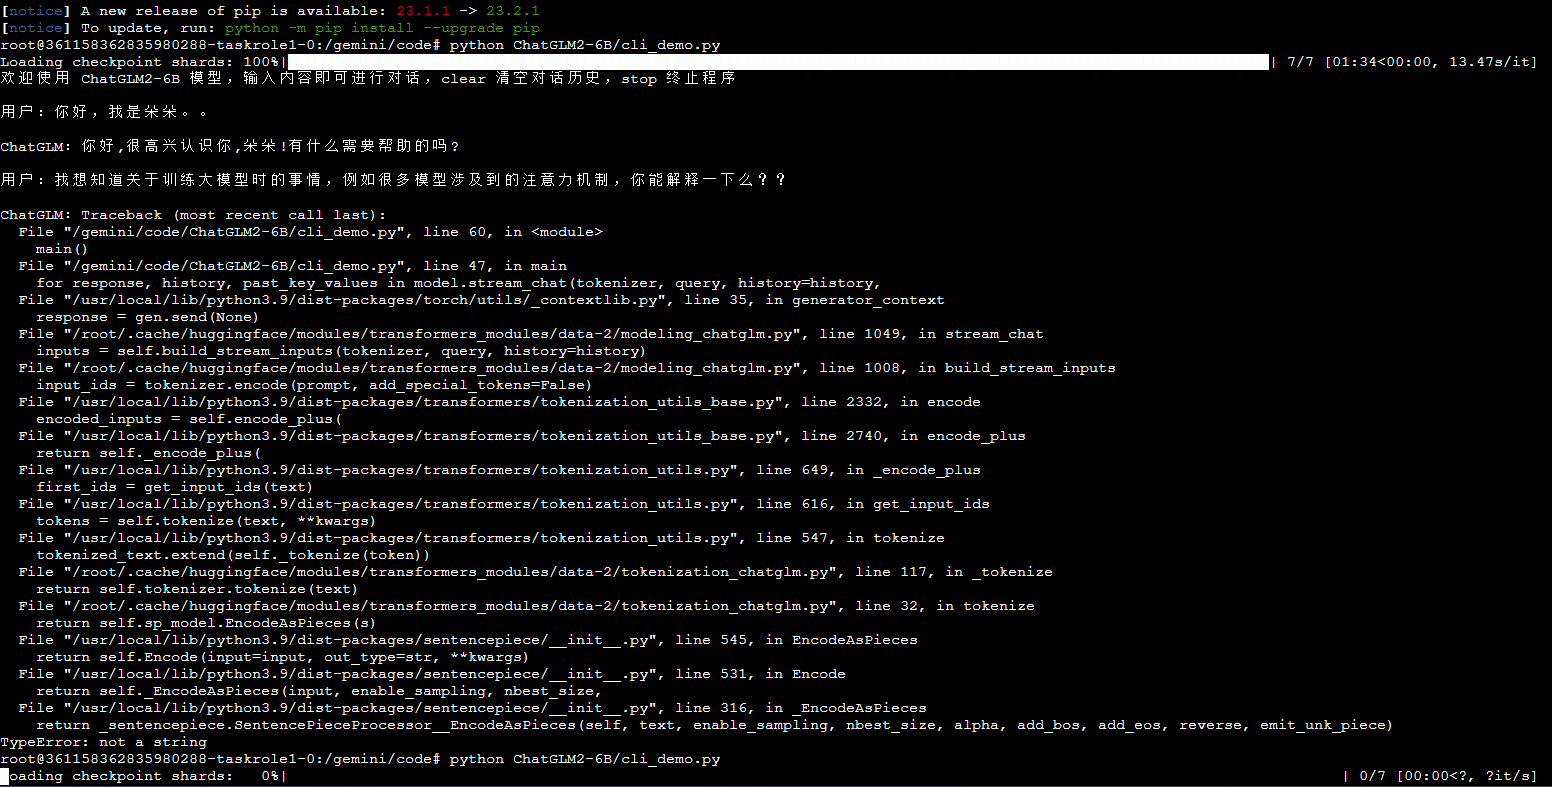 [notice] A new release of pip is available: 23.1.1 -> 23.2.1
[notice] To update, run: python -m pip install --upgrade pip
root@361158362835980288-taskrole1-0:/gemini/code# python ChatGLM2-6B/cli_demo.py
Loading checkpoint shards: 100%|| 7/7 [01:34<00:00, 13.47s/it]
欢迎使用 ChatGLM2-6B 模型，输入内容即可进行对话，clear 清空对话历史，stop 终止程序
用户：你好，我是朵朵。。
ChatGLM：你好,很高兴认识你,朵朵!有什么需要帮助的吗?
用户：我想知道关于训练大模型时的事情，例如很多模型涉及到的注意力机制，你能解释一下么？？
ChatGLM：Traceback (most recent call last):
File "/gemini/code/ChatGLM2-6B/cli_demo.py", line 60, in <module>
main()
File "/gemini/code/ChatGLM2-6B/cli_demo.py", line 47, in main
for response, history, past_key_values in model.stream_chat(tokenizer, query, history=history,
File "/usr/local/lib/python3.9/dist-packages/torch/utils/_contextlib.py", line 35, in generator_context
response = gen.send(None)
File "/root/.cache/huggingface/modules/transformers_modules/data-2/modeling_chatglm.py", line 1049, in stream_chat
inputs = self.build_stream_inputs(tokenizer, query, history=history)
File "/root/.cache/huggingface/modules/transformers_modules/data-2/modeling_chatglm.py", line 1008, in build_stream_inputs
input_ids = tokenizer.encode(prompt, add_special_tokens=False)
File "/usr/local/lib/python3.9/dist-packages/transformers/tokenization_utils_base.py", line 2332, in encode
encoded_inputs = self.encode_plus(
File "/usr/local/lib/python3.9/dist-packages/transformers/tokenization_utils_base.py", line 2740, in encode_plus
return self._encode_plus(
File "/usr/local/lib/python3.9/dist-packages/transformers/tokenization_utils.py", line 649, in _encode_plus
first_ids = get_input_ids(text)
File "/usr/local/lib/python3.9/dist-packages/transformers/tokenization_utils.py", line 616, in get_input_ids
tokens = self.tokenize(text, **kwargs)
File "/usr/local/lib/python3.9/dist-packages/transformers/tokenization_utils.py", line 547, in tokenize
tokenized_text.extend(self._tokenize(token))
File "/root/.cache/huggingface/modules/transformers_modules/data-2/tokenization_chatglm.py", line 117, in _tokenize
return self.tokenizer.tokenize(text)
File "/root/.cache/huggingface/modules/transformers_modules/data-2/tokenization_chatglm.py", line 32, in tokenize
return self.sp_model.EncodeAsPieces(s)
File "/usr/local/lib/python3.9/dist-packages/sentencepiece/__init__.py", line 545, in EncodeAsPieces
return self.Encode(input=input, out_type=str, **kwargs)
File "/usr/local/lib/python3.9/dist-packages/sentencepiece/__init__.py", line 531, in Encode
return self._EncodeAsPieces(input, enable_sampling, nbest_size,
File "/usr/local/lib/python3.9/dist-packages/sentencepiece/__init__.py", line 316, in _EncodeAsPieces
return _sentencepiece.SentencePieceProcessor__EncodeAsPieces(self, text, enable_sampling, nbest_size, alpha, add_bos, add_eos, reverse, emit_unk_piece)
TypeError: not a string
root@361158362835980288-taskrole1-0:/gemini/code# python ChatGLM2-6B/cli_demo.py
oading checkpoint shards: 0%| | 0/7 [00:00<?, ?it/s]